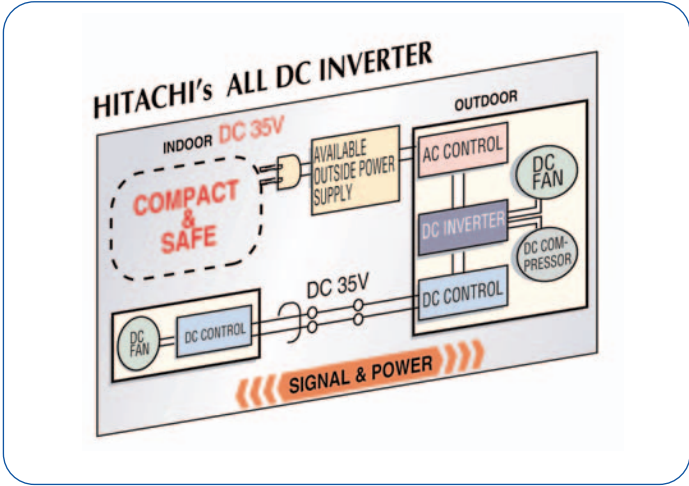 HITACHI's ALL DC INVERTER
INDOOR DC 35V
OUTDOOR
COMPACT
&
SAFE
AVAILABLE
OUTSIDE POWER
SUPPLY
AC CONTROL
DC
FAN
DC INVERTER
DC COM-
PRESSOR
DC CONTROL
DC 35V
DC
FAN
DC CONTROL
SIGNAL & POWER